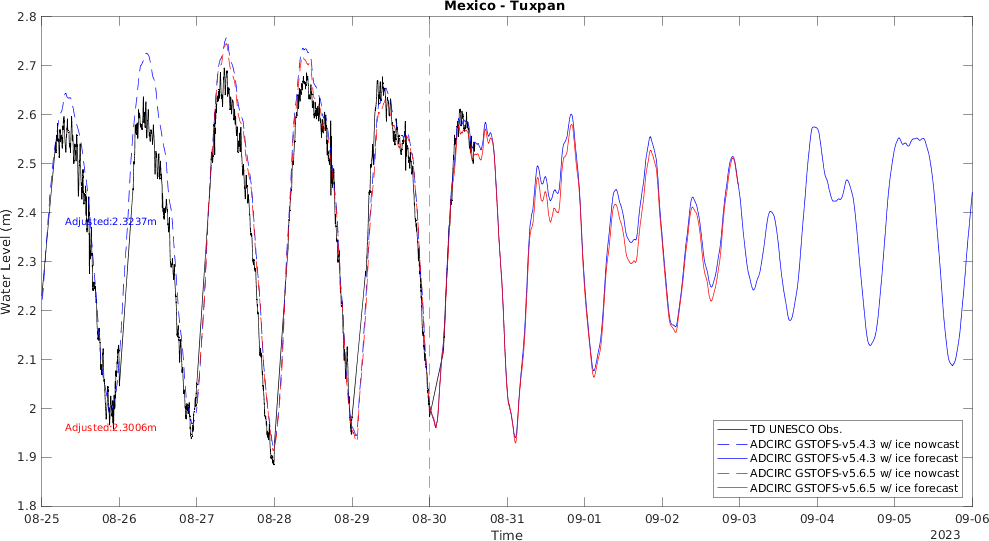 Mexico - Tuxpan
Water Level (m)
2.8
2.7
2.6
2.5
2.4
2.3
2.2
2.1
2
1.9
1.8
Adjusted:2.3237m
Adjusted:2.3006m
TD UNESCO Obs.
ADCIRC GSTOFS-v5.4.3 w/ ice nowcast
ADCIRC GSTOFS-v5.4.3 w/ ice forecast
ADCIRC GSTOFS-v5.6.5 w/ ice nowcast
ADCIRC GSTOFS-v5.6.5 w/ ice forecast
08-25 08-26 08-27 08-28 08-29 08-30 08-31 09-01 09-02 09-03 09-04 09-05 09-06
Time
2023